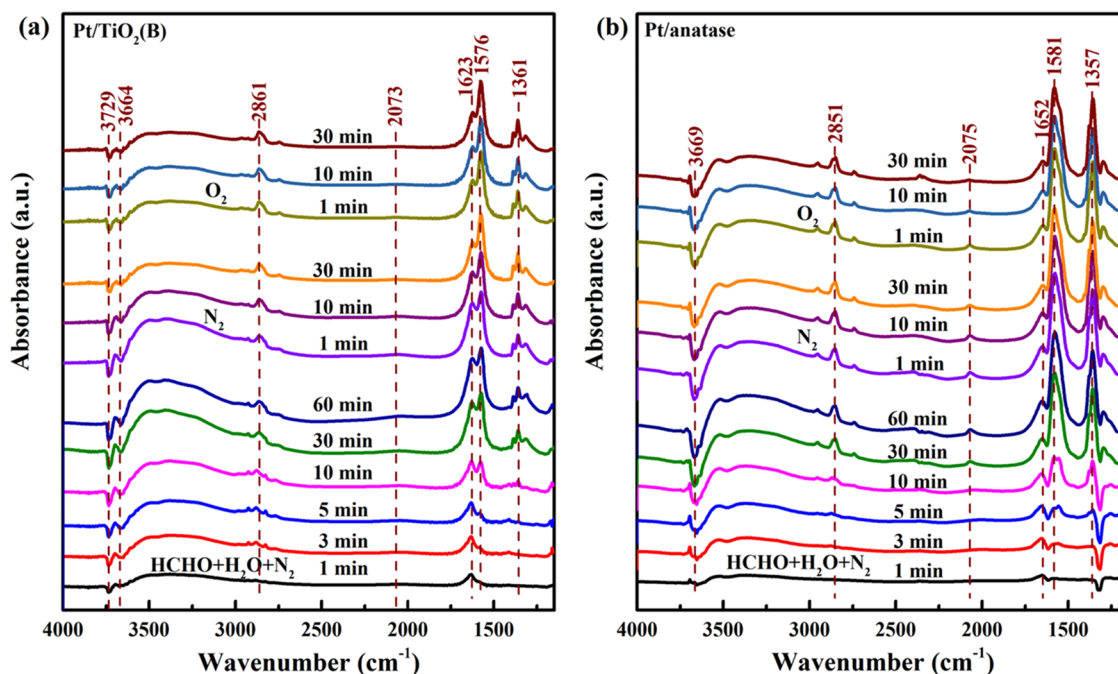 (a)
Pt/TiO₂(B)
3729
3664
2861
2073
1623
1576
1361
30 min
10 min
O₂
1 min
30 min
10 min
N₂
1 min
60 min
30 min
10 min
5 min
3 min
HCHO+H₂O+N₂
1 min
4000 3500 3000 2500 2000 1500
Wavenumber (cm⁻¹)
Absorbance (a.u.)
(b)
Pt/anatase
3669
2851
2075
1652
1581
1357
30 min
10 min
O₂
1 min
30 min
10 min
N₂
1 min
60 min
30 min
10 min
5 min
3 min
HCHO+H₂O+N₂
1 min
4000 3500 3000 2500 2000 1500
Wavenumber (cm⁻¹)
Absorbance (a.u.)